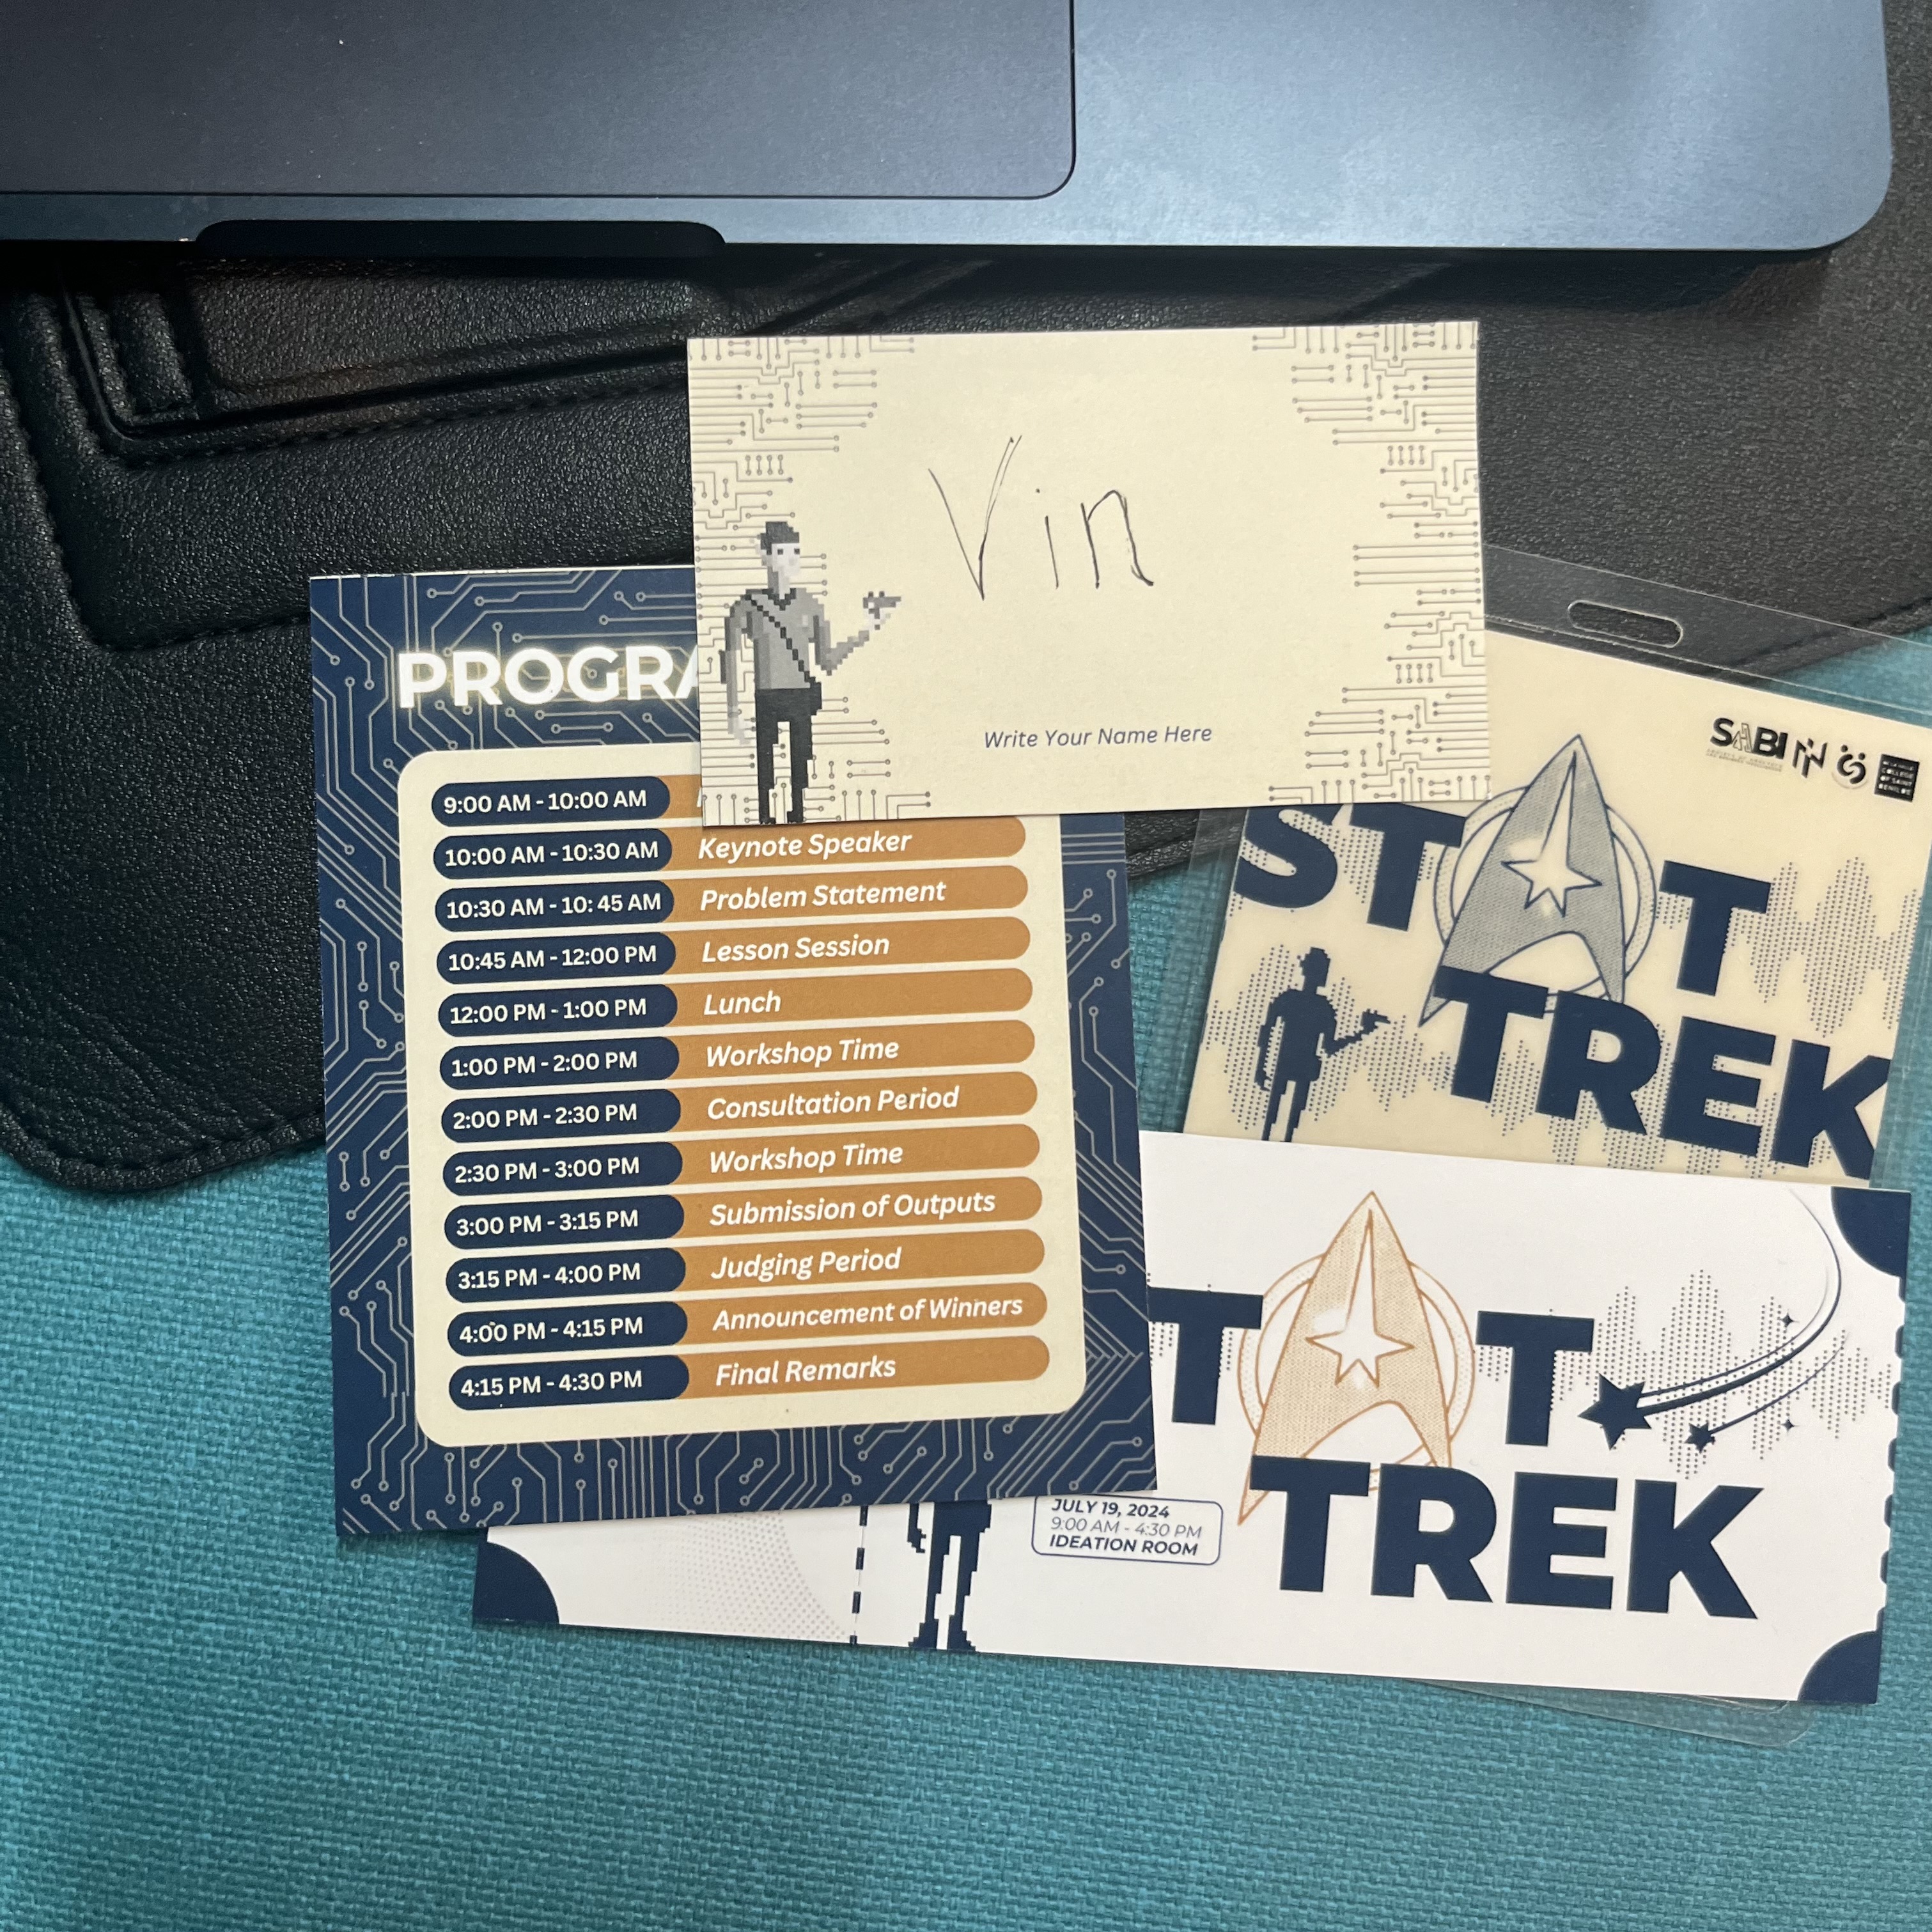 Vin
Write Your Name Here
PROGRA
9:00 AM - 10:00 AM
10:00 AM - 10:30 AM Keynote Speaker
10:30 AM - 10: 45 AM Problem Statement
10:45 AM - 12:00 PM Lesson Session
12:00 PM - 1:00 PM Lunch
1:00 PM - 2:00 PM Workshop Time
2:00 PM - 2:30 PM Consultation Period
2:30 PM - 3:00 PM Workshop Time
3:00 PM - 3:15 PM Submission of Outputs
3:15 PM - 4:00 PM Judging Period
4:00 PM - 4:15 PM Announcement of Winners
4:15 PM - 4:30 PM Final Remarks
SABI
COLLEGE
OF SAINT
BENILDE
ST T
TREK
T T
TREK
JULY 19, 2024
9:00 AM - 4:30 PM
IDEATION ROOM